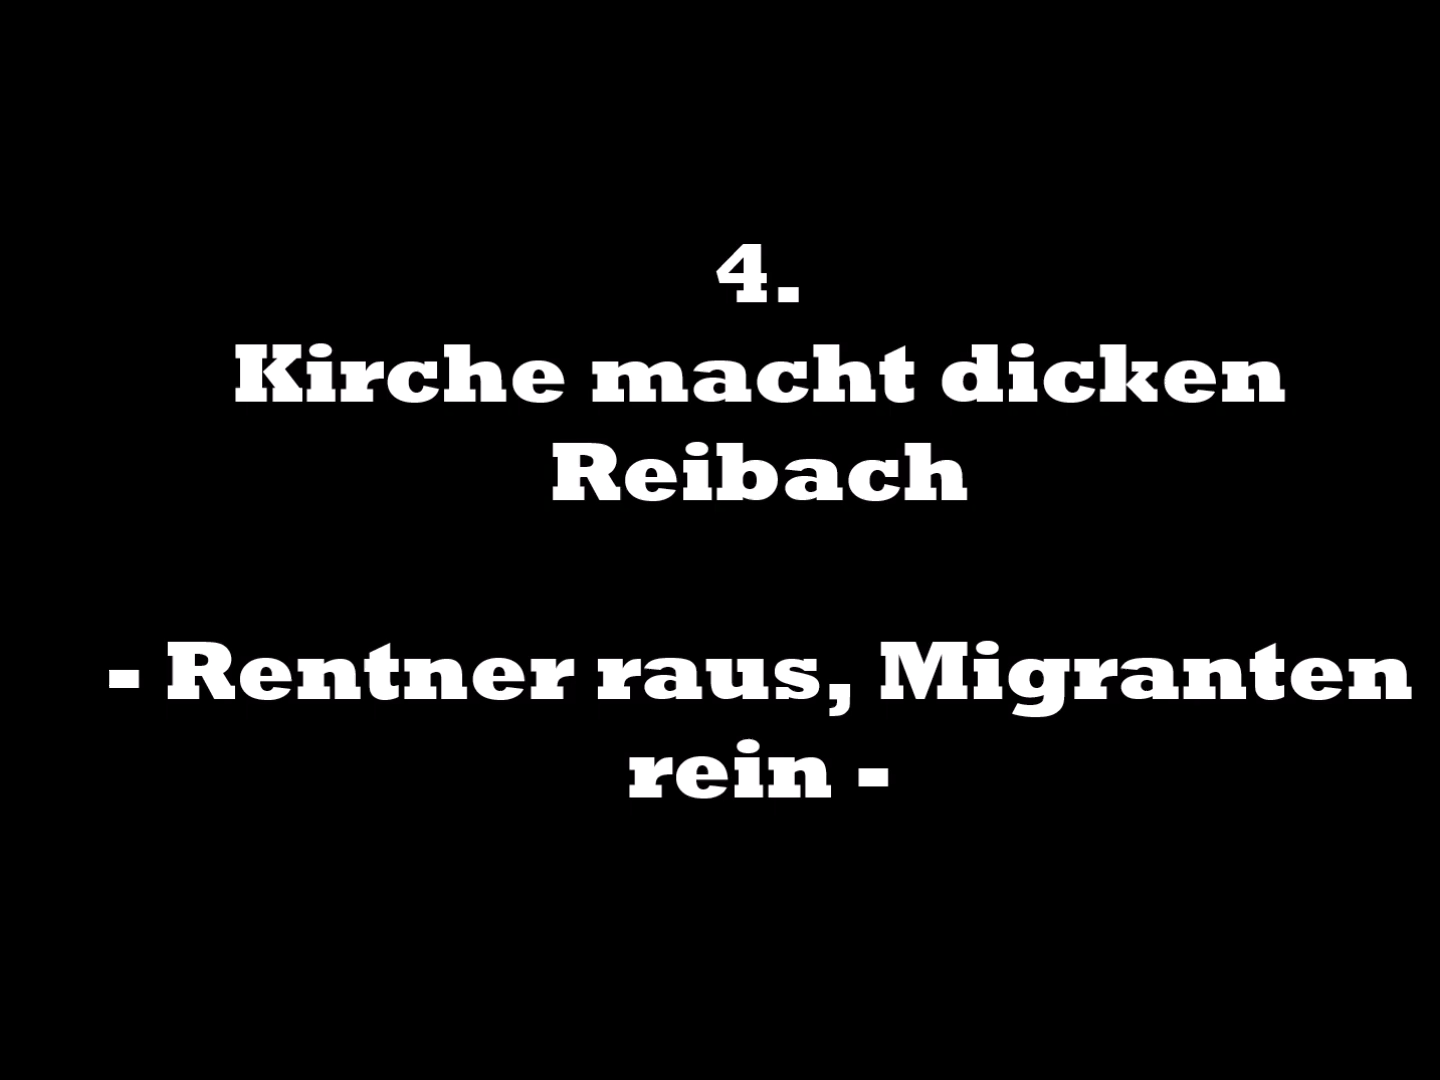 4.
Kirche macht dicken
Reibach
- Rentner raus, Migranten
rein -